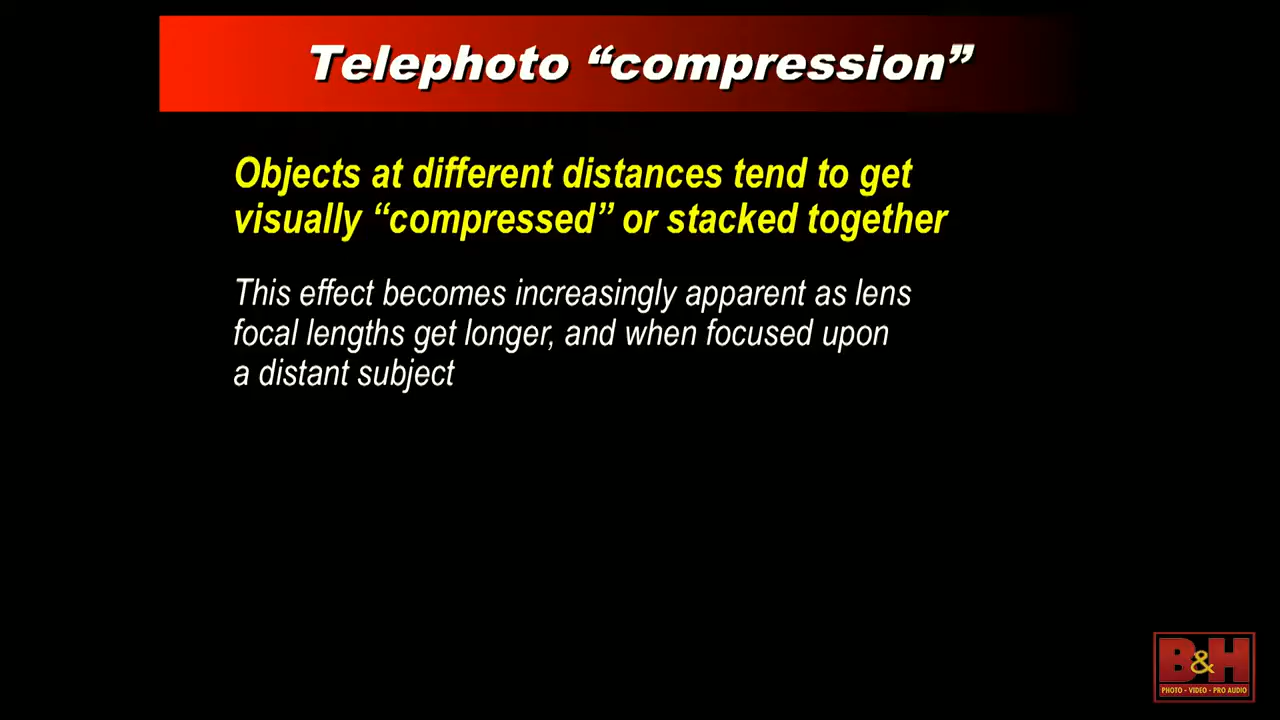 Telephoto “compression”
Objects at different distances tend to get
visually “compressed” or stacked together
This effect becomes increasingly apparent as lens
focal lengths get longer, and when focused upon
a distant subject
B&H
PHOTO - VIDEO - PRO AUDIO